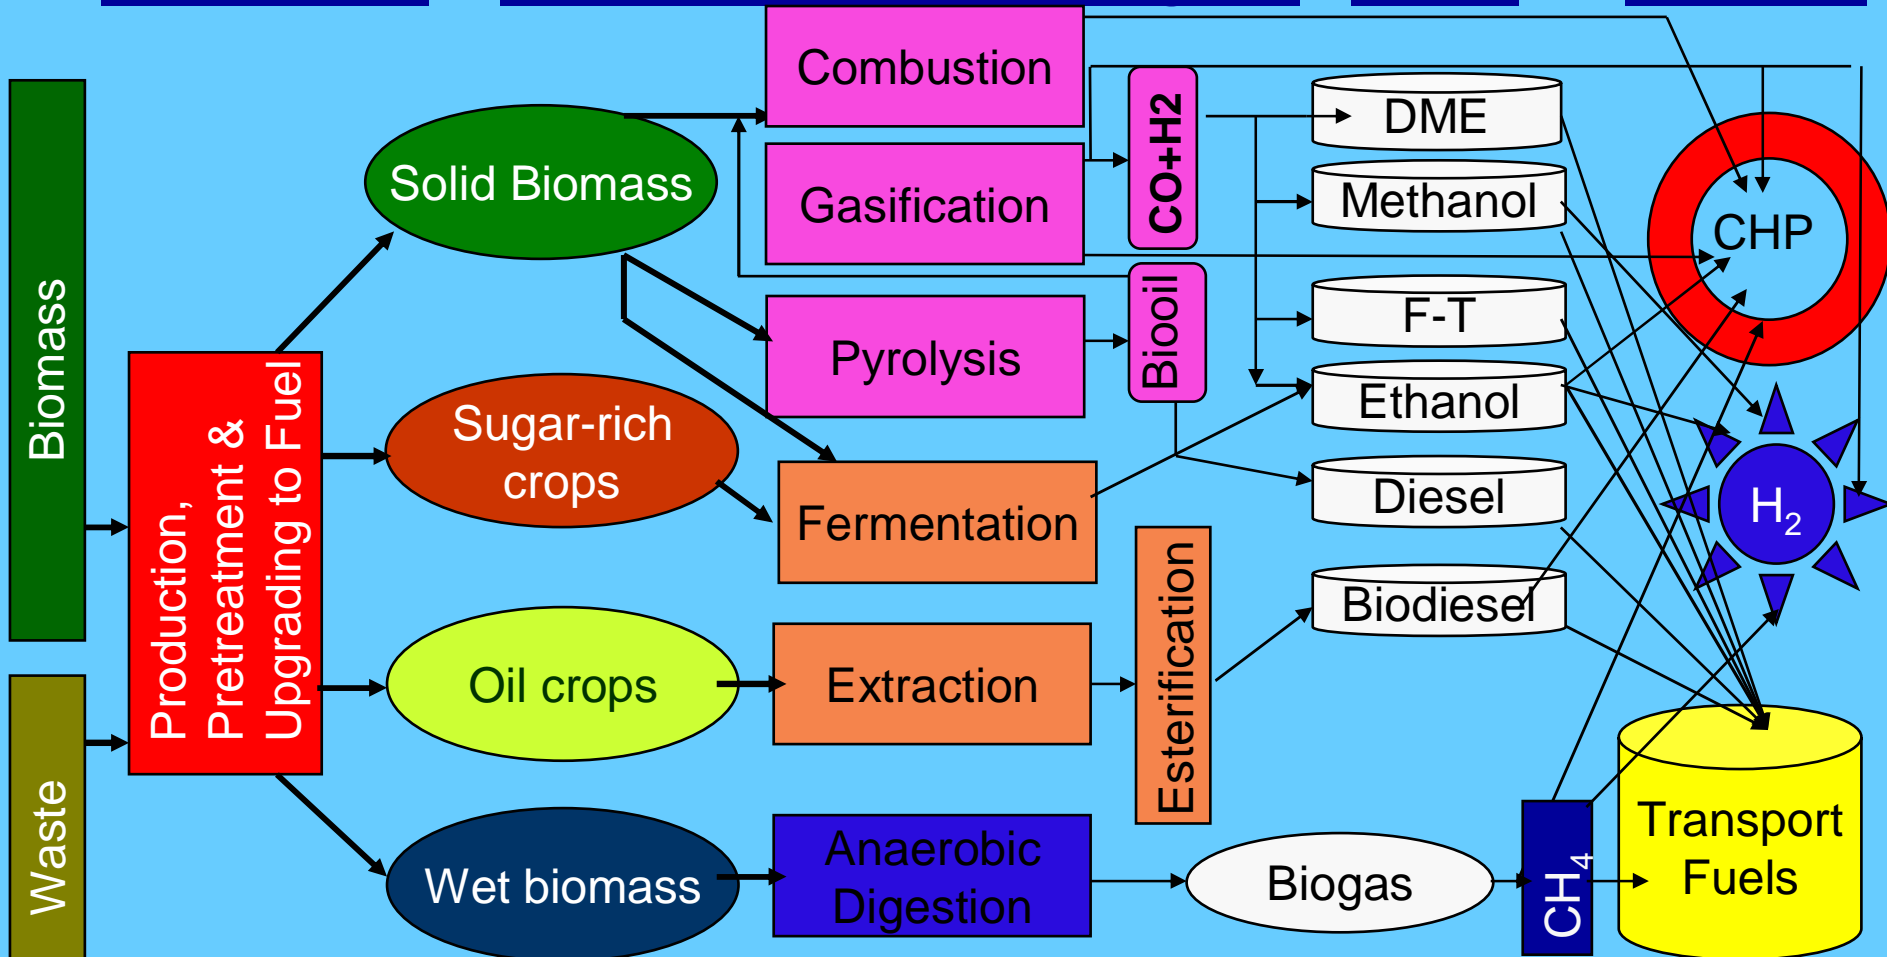 Biomass
Waste
Production,
Pretreatment &
Upgrading to Fuel
Solid Biomass
Sugar-rich
crops
Oil crops
Wet biomass
Combustion
Gasification
Pyrolysis
Fermentation
Extraction
Anaerobic
Digestion
CO+H2
Biooil
Esterification
Biogas
DME
Methanol
F-T
Ethanol
Diesel
Biodiesel
CH₄
CHP
H₂
Transport
Fuels